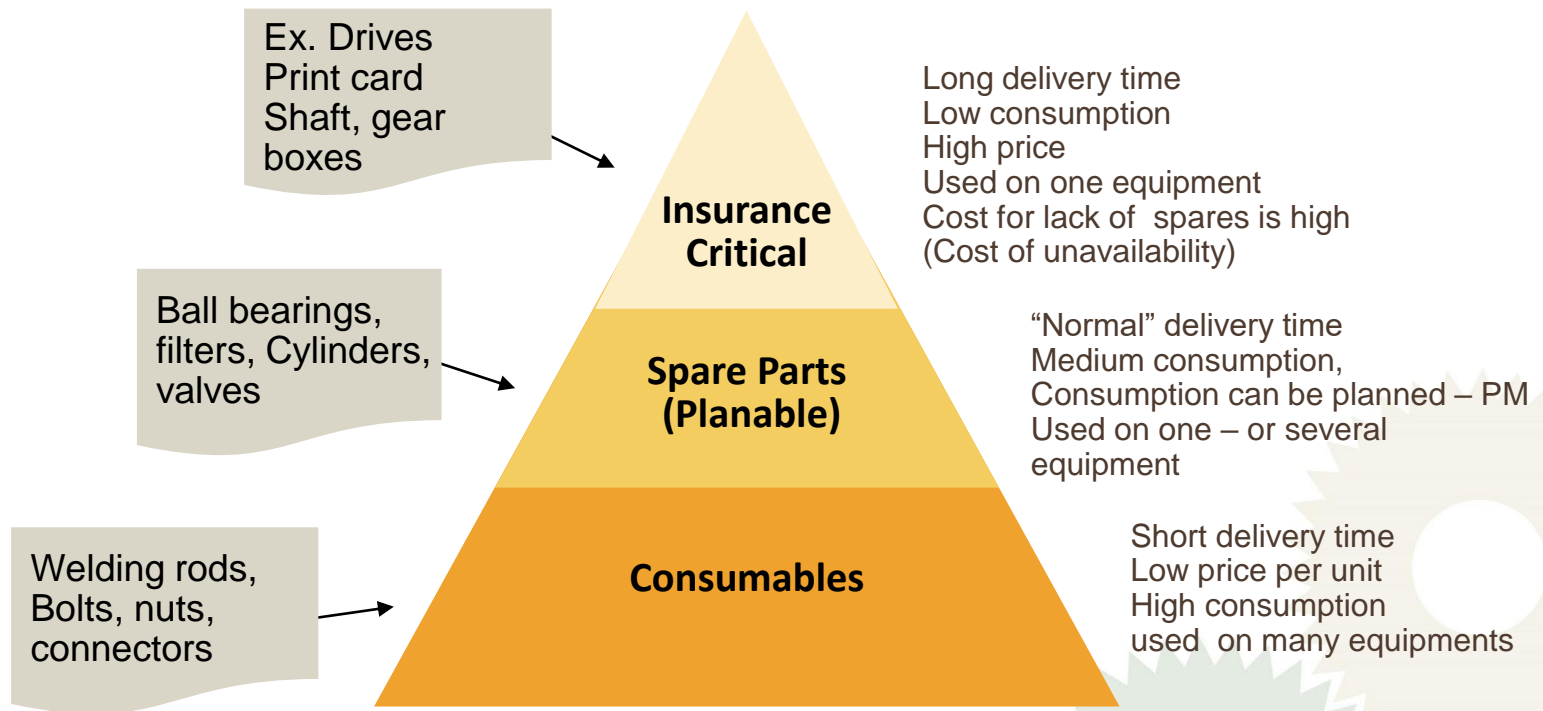 Ex. Drives
Print card
Shaft, gear
boxes
Insurance
Critical
Long delivery time
Low consumption
High price
Used on one equipment
Cost for lack of spares is high
(Cost of unavailability)
Ball bearings,
filters, Cylinders,
valves
Spare Parts
(Planable)
“Normal” delivery time
Medium consumption,
Consumption can be planned – PM
Used on one – or several
equipment
Welding rods,
Bolts, nuts,
connectors
Consumables
Short delivery time
Low price per unit
High consumption
used on many equipments